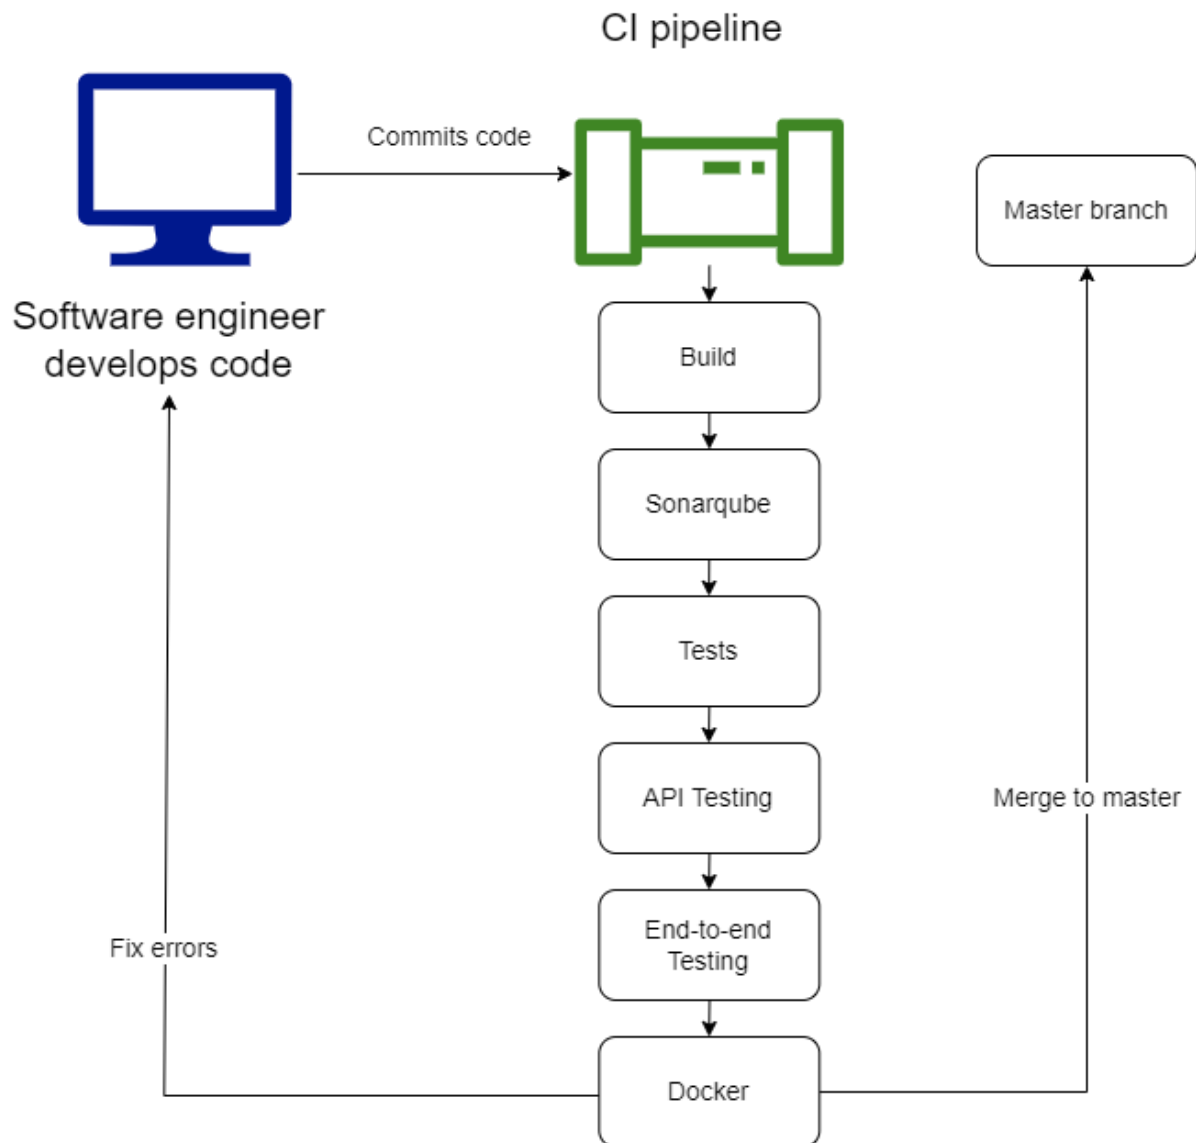 CI pipeline
Commits code
Master branch
Software engineer
develops code
Build
Sonarqube
Tests
API Testing
Merge to master
End-to-end
Testing
Fix errors
Docker